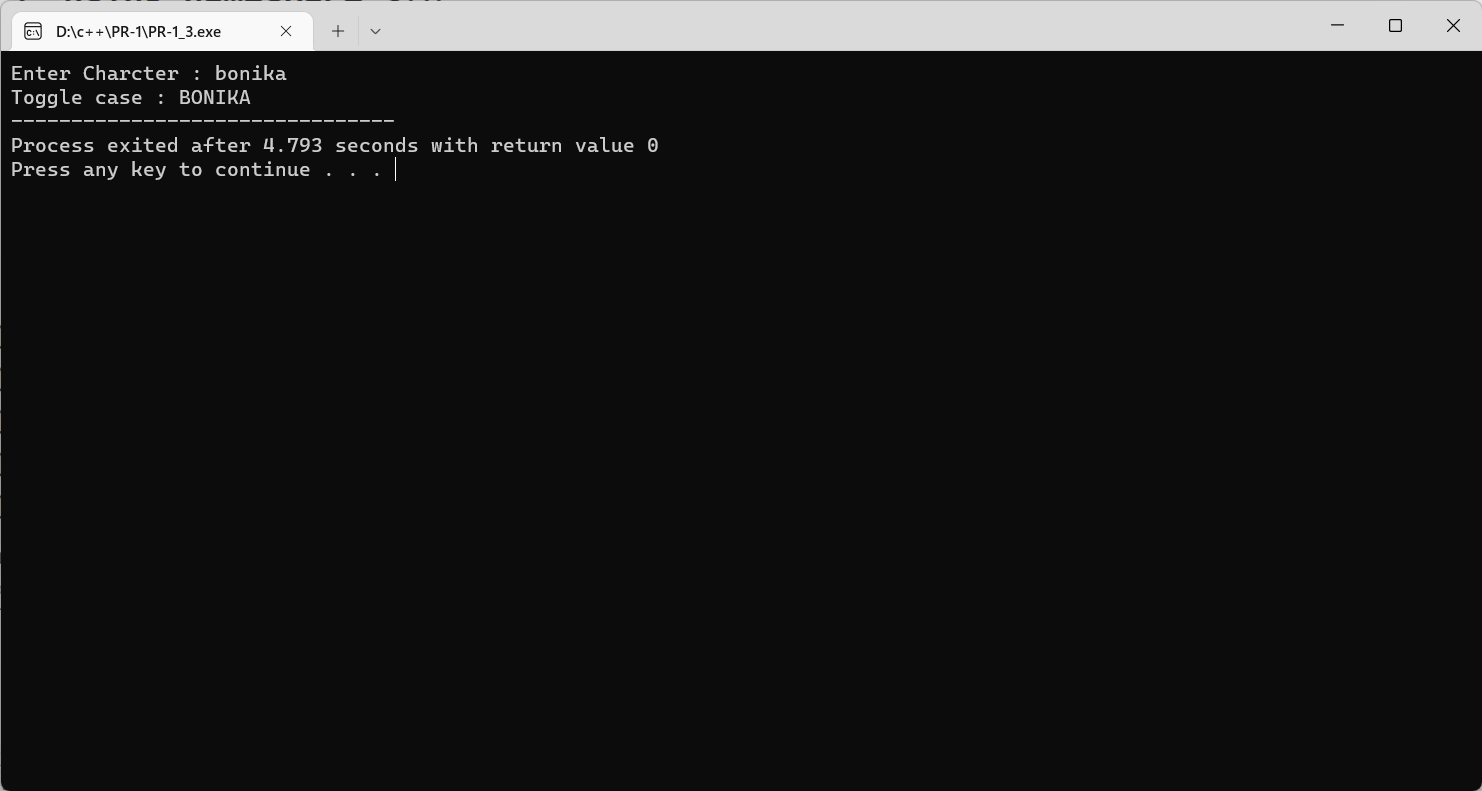 D:\c++\PR-1\PR-1_3.exe
Enter Charcter : bonika
Toggle case : BONIKA
--------------------------------
Process exited after 4.793 seconds with return value 0
Press any key to continue . . .